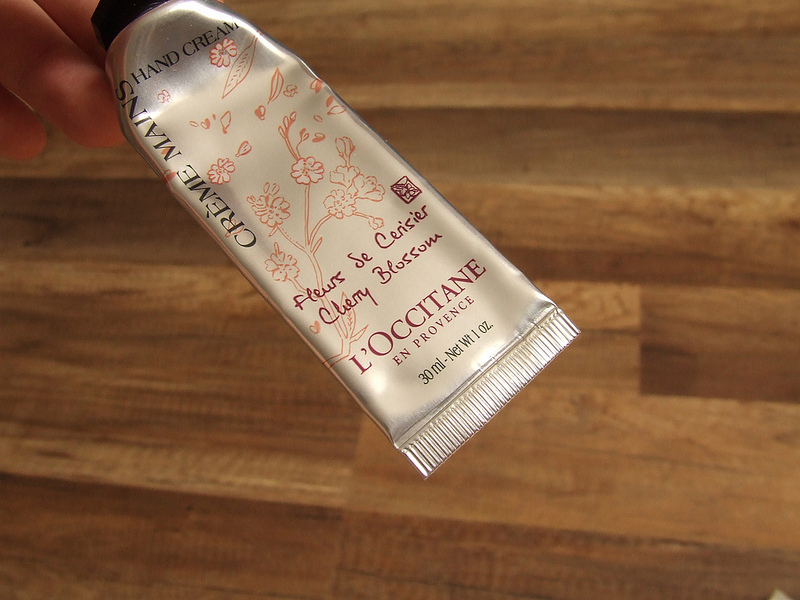 HAND CREAM
CRÈME MAINS
Fleurs de Cerisier
Cherry Blossom
L'OCCITANE
EN PROVENCE
30 ml - Net Wt 1 oz.